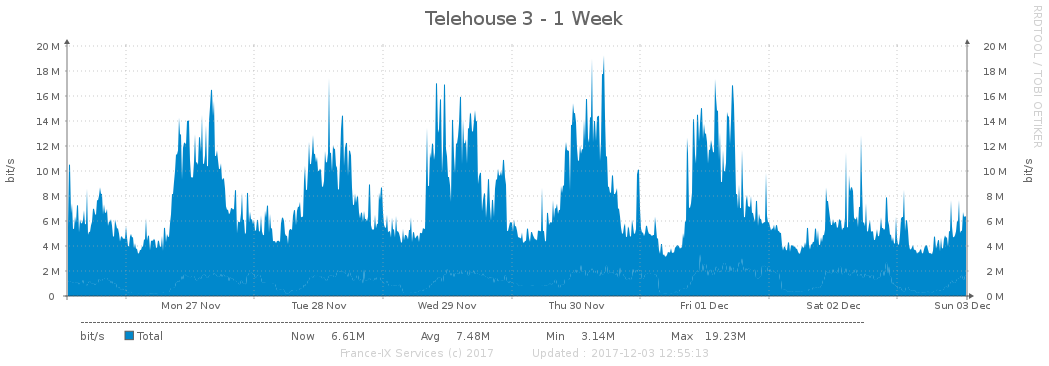 Telehouse 3 - 1 Week
RRDTOOL / TOBI OETIKER
bit/s
20 M 20 M
18 M 18 M
16 M 16 M
14 M 14 M
12 M 12 M
10 M 10 M
8 M 8 M
6 M 6 M
4 M 4 M
2 M 2 M
0 0 M
bit/s
Mon 27 Nov Tue 28 Nov Wed 29 Nov Thu 30 Nov Fri 01 Dec Sat 02 Dec Sun 03 Dec
bit/s Total Now 6.61M Avg 7.48M Min 3.14M Max 19.23M
France-IX Services (c) 2017 Updated : 2017-12-03 12:55:13